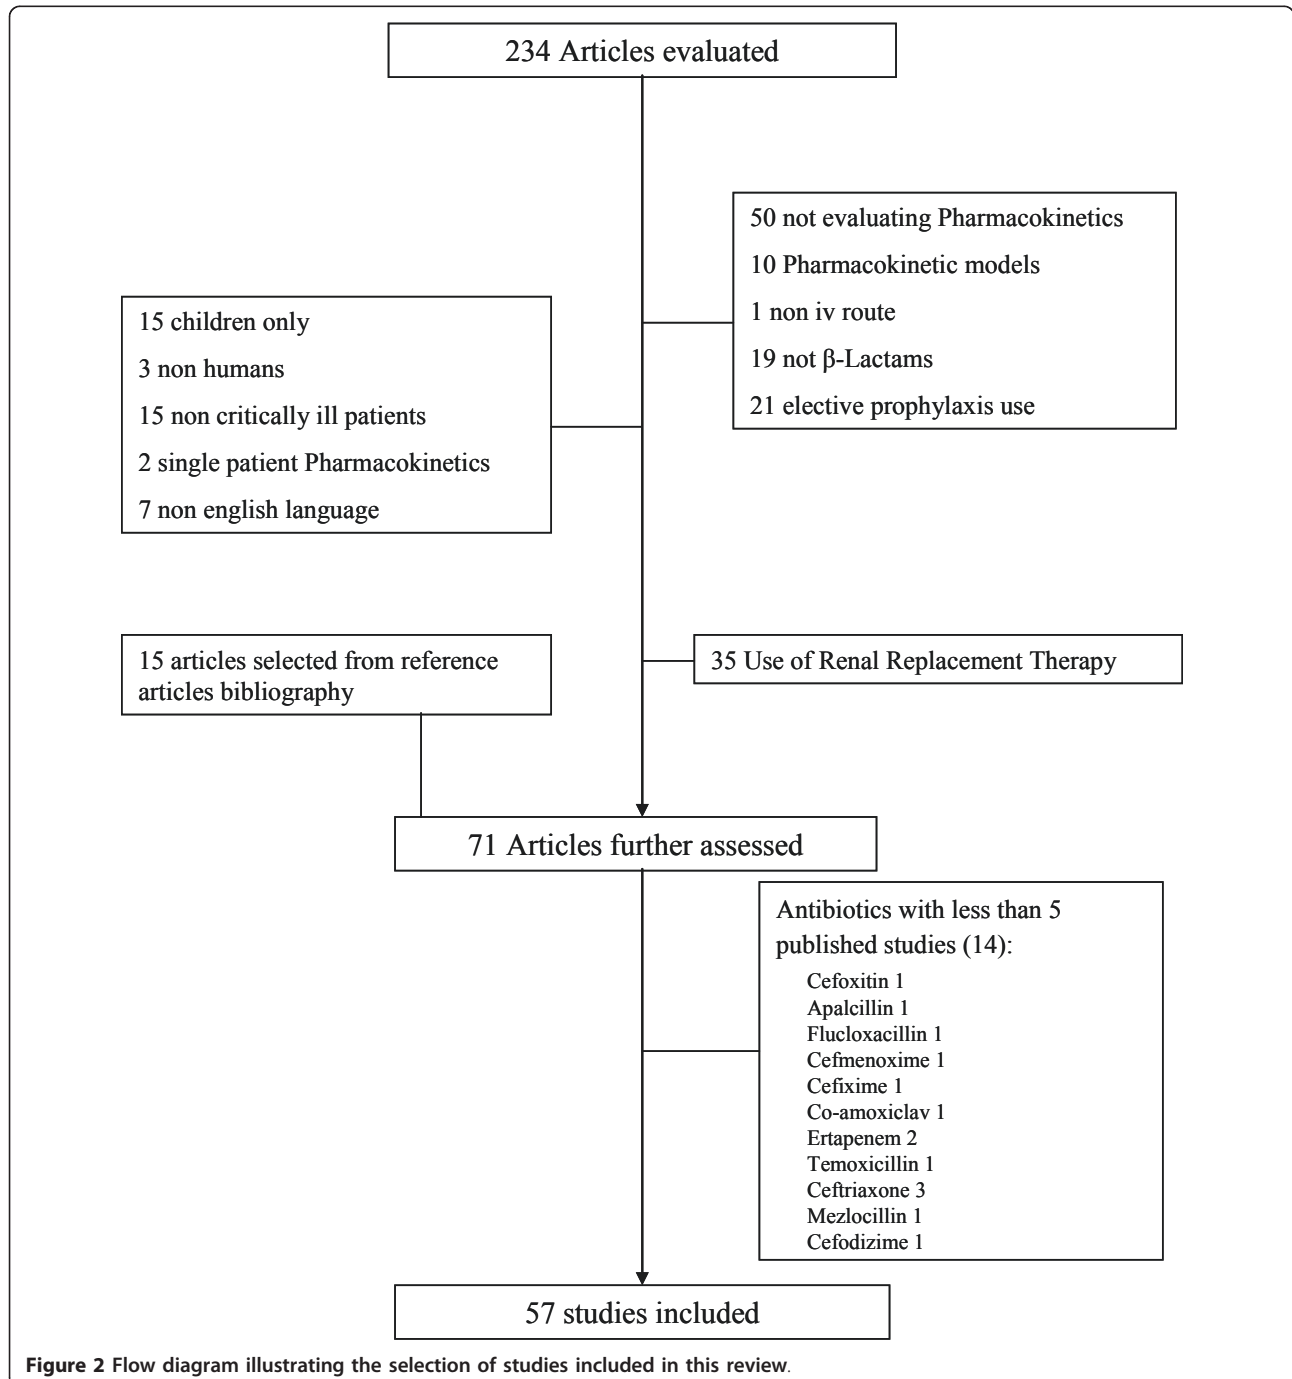 234 Articles evaluated
50 not evaluating Pharmacokinetics
10 Pharmacokinetic models
1 non iv route
19 not β-Lactams
21 elective prophylaxis use
15 children only
3 non humans
15 non critically ill patients
2 single patient Pharmacokinetics
7 non english language
15 articles selected from reference
articles bibliography
35 Use of Renal Replacement Therapy
71 Articles further assessed
Antibiotics with less than 5
published studies (14):
Cefoxitin 1
Apalcillin 1
Flucloxacillin 1
Cefmenoxime 1
Cefixime 1
Co-amoxiclav 1
Ertapenem 2
Temoxicillin 1
Ceftriaxone 3
Mezlocillin 1
Cefodizime 1
57 studies included
Figure 2 Flow diagram illustrating the selection of studies included in this review.